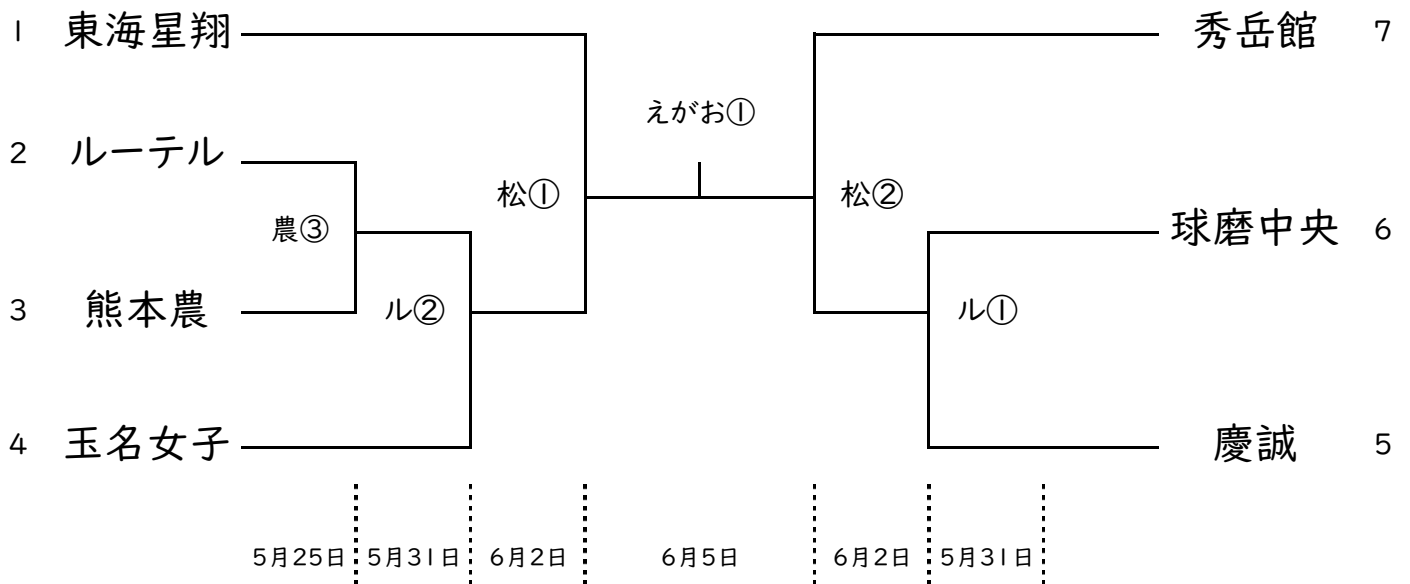 1 東海星翔
秀岳館 7
えがお①
2 ルーテル
松①
松②
農③
球磨中央 6
3 熊本農
ル②
ル①
4 玉名女子
慶誠 5
5月25日 5月31日 6月2日 6月5日 6月2日 5月31日